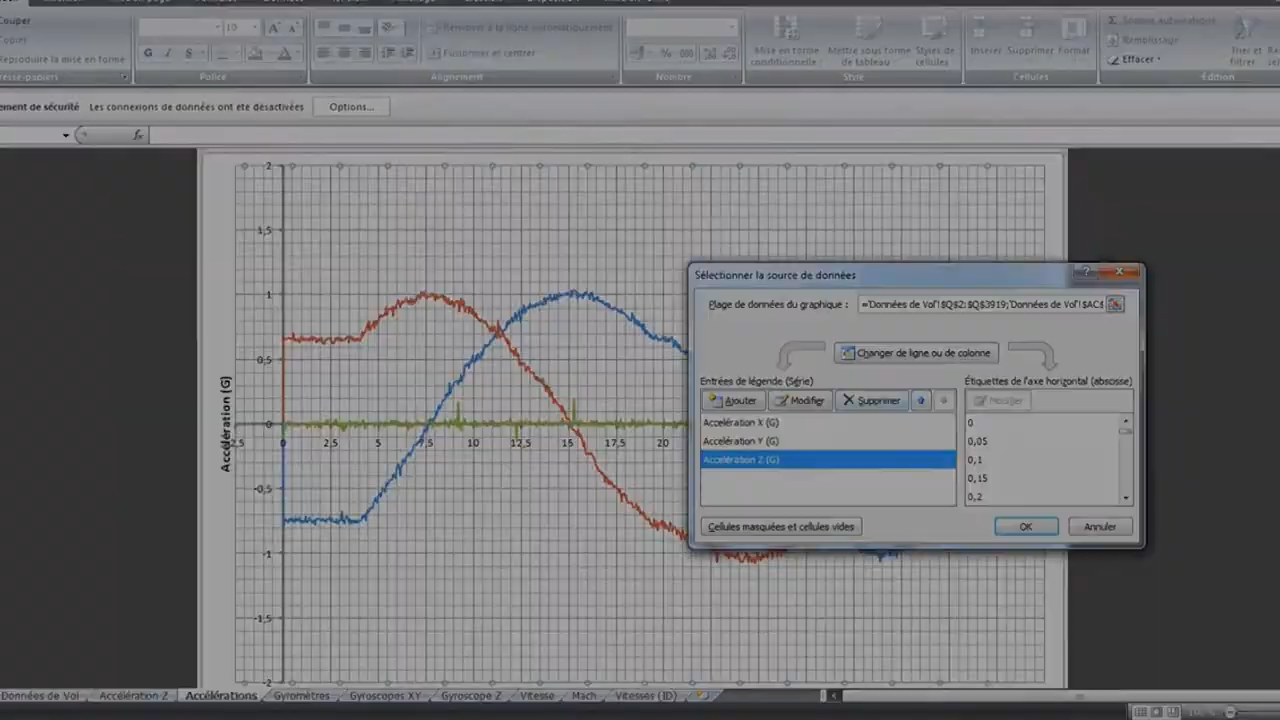 Couper
Copier
Reproduire la mise en forme
Police
Alignement
Nombre
Style
Cellules
Édition
10
G I S
% 000
Renvoyer à la ligne automatiquement
Fusionner et centrer
Mise en forme
conditionnelle
Mettre sous forme
de tableau
Styles de
cellules
Insérer Supprimer Format
Σ Somme automatique
Remplissage
Effacer
Trier et
filtrer
ement de sécurité Les connexions de données ont été désactivées Options...
fx
Accélération (G)
2
1,5
1
0,5
0
-0,5
-1
-1,5
-2
0 2,5 5 7,5 10 12,5 15 17,5 20
Sélectionner la source de données
Plage de données du graphique : ='Données de Vol'!$Q$2:$Q$3919;'Données de Vol'!$AC$
Changer de ligne ou de colonne
Entrées de légende (Série)
Ajouter Modifier Supprimer
Accelération X (G)
Accelération Y (G)
Accelération Z (G)
Étiquettes de l'axe horizontal (abscisse)
Modifier
0
0,05
0,1
0,15
0,2
Cellules masquées et cellules vides
OK Annuler
Données de Vol Accélération Z Accélérations Gyromètres Gyroscopes XY Gyroscope Z Vitesse Mach Vitesses (ID)